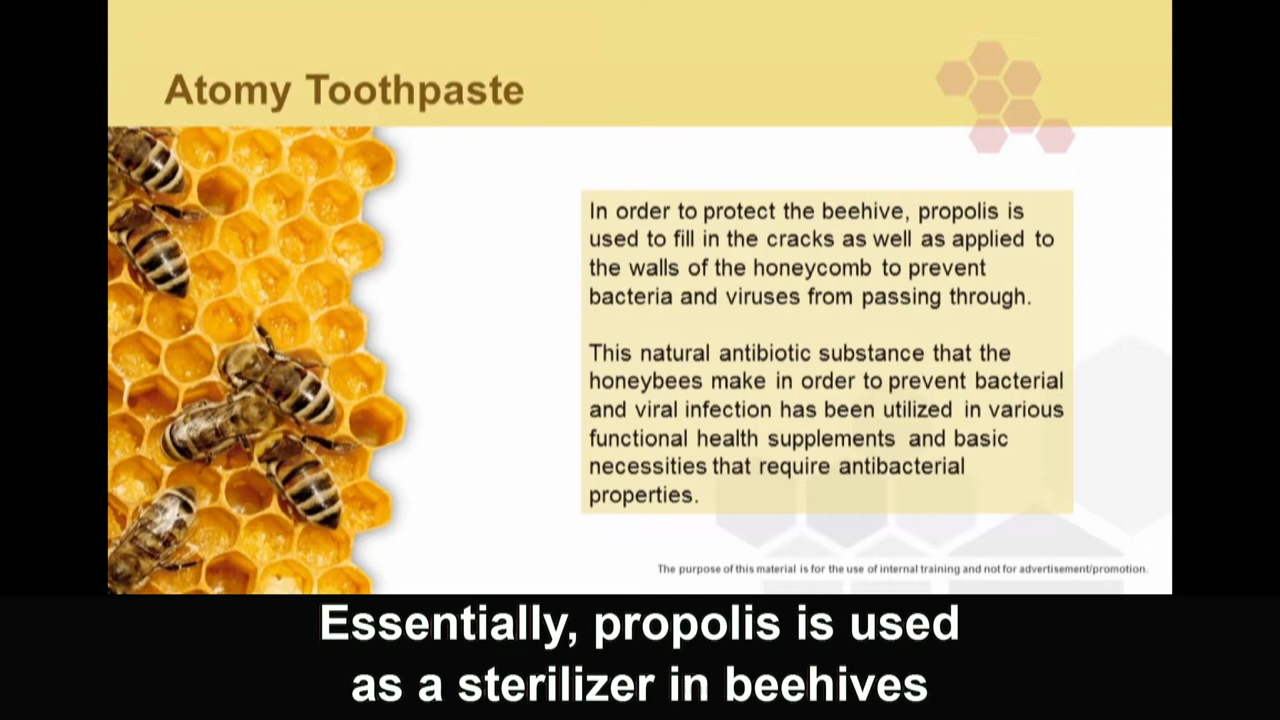 Atomy Toothpaste
In order to protect the beehive, propolis is
used to fill in the cracks as well as applied to
the walls of the honeycomb to prevent
bacteria and viruses from passing through.
This natural antibiotic substance that the
honeybees make in order to prevent bacterial
and viral infection has been utilized in various
functional health supplements and basic
necessities that require antibacterial
properties.
The purpose of this material is for the use of internal training and not for advertisement/promotion.
Essentially, propolis is used
as a sterilizer in beehives